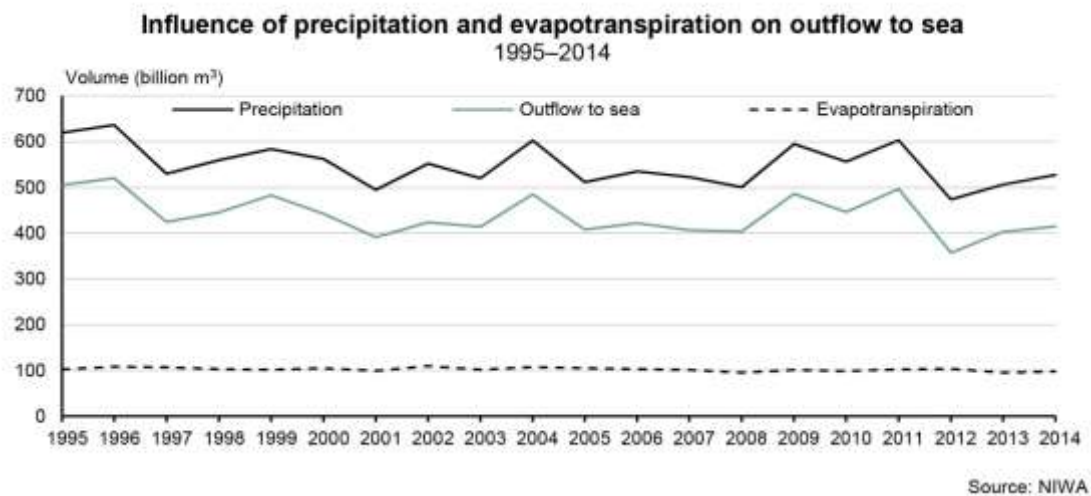 Influence of precipitation and evapotranspiration on outflow to sea
1995–2014
Volume (billion m³)
700
Precipitation Outflow to sea Evapotranspiration
600
500
400
300
200
100
0
1995 1996 1997 1998 1999 2000 2001 2002 2003 2004 2005 2006 2007 2008 2009 2010 2011 2012 2013 2014
Source: NIWA